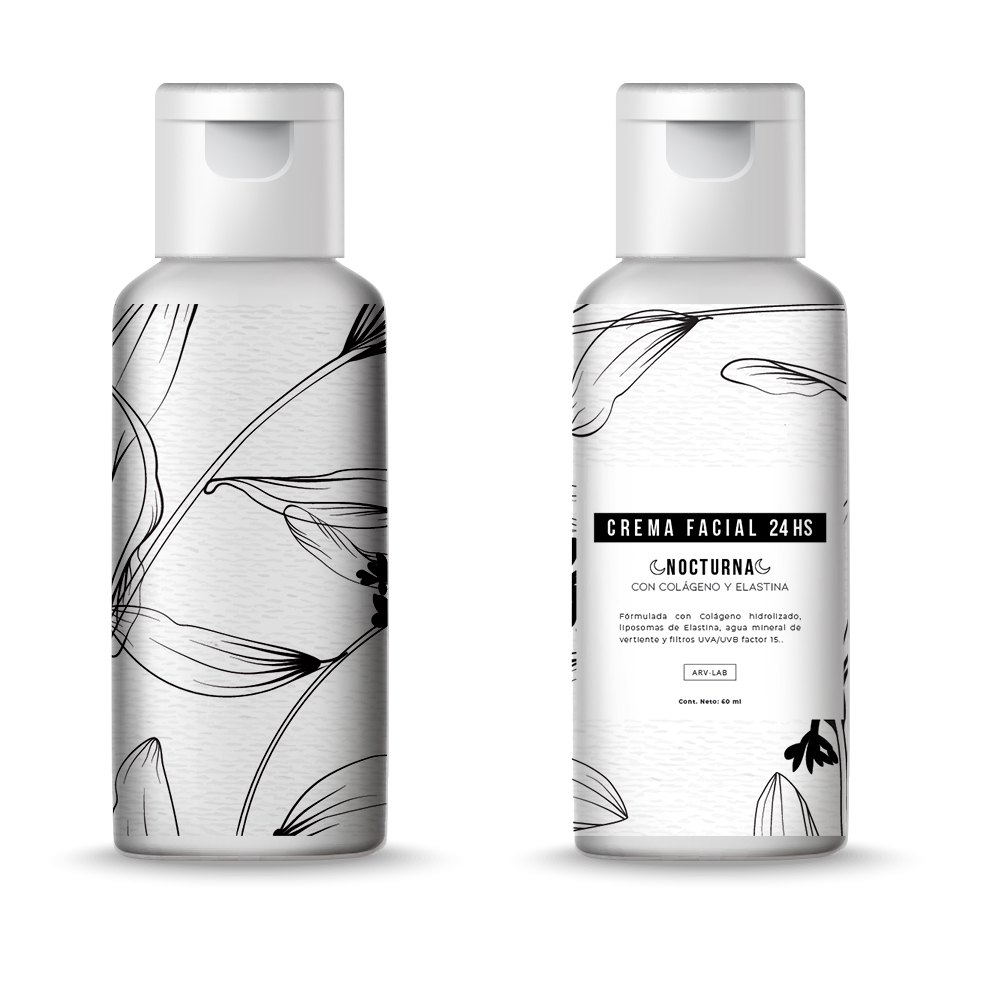 CREMA FACIAL 24HS
NOCTURNA
CON COLÁGENO Y ELASTINA
Fórmulada con Colágeno hidrolizado,
liposomas de Elastina, agua mineral de
vertiente y filtros UVA/UVB factor 15..
ARV-LAB
Cont. Neto: 60 ml